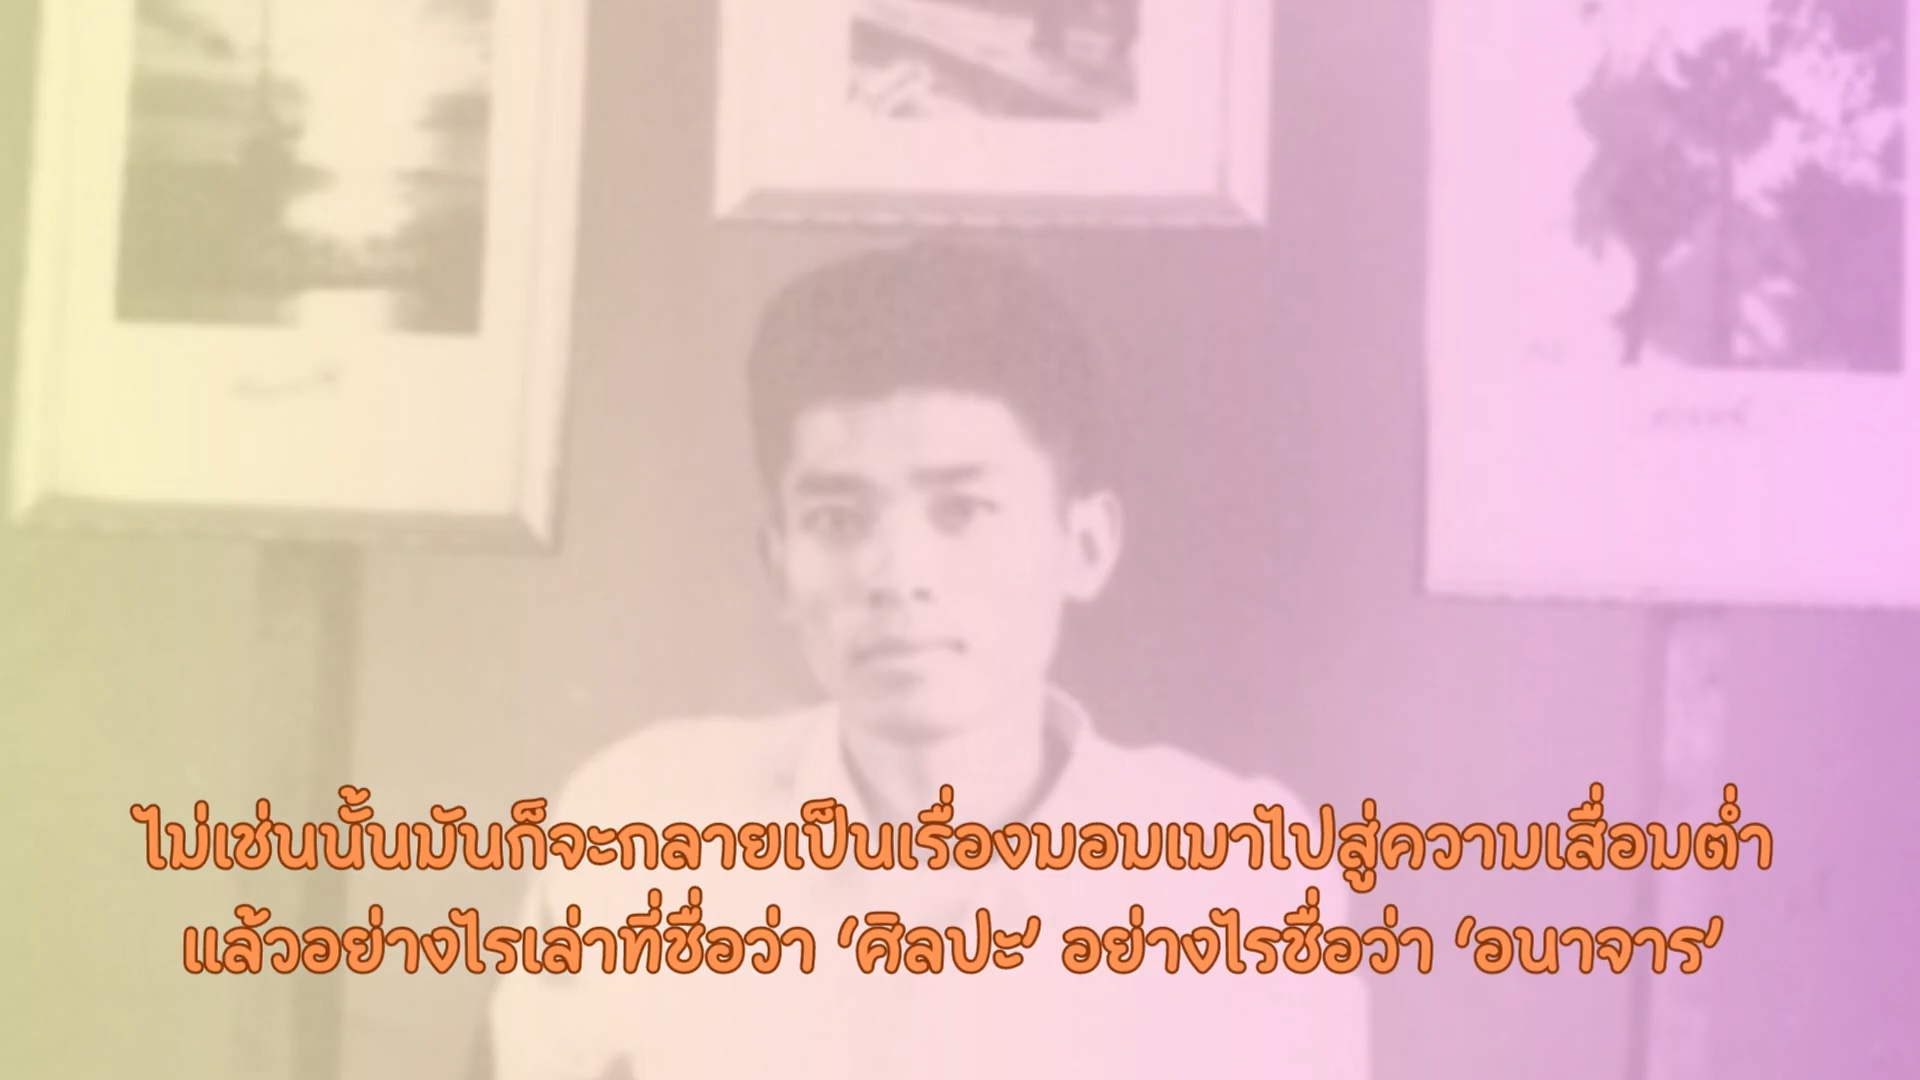 ไม่เช่นนั้นมันก็จะกลายเป็นเรื่องมอมเมาไปสู่ความเสื่อมต่ำ
แล้วอย่างไรเล่าที่ชื่อว่า ‘ศิลปะ’ อย่างไรชื่อว่า ‘อนาจาร’